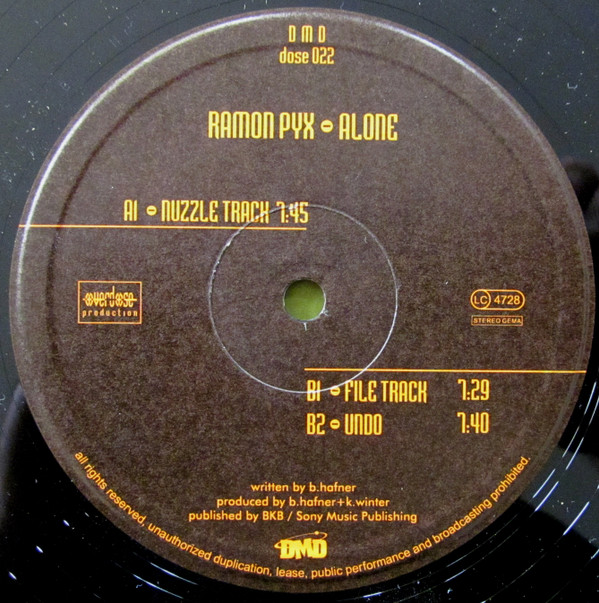 D M D
dose 022
RAMON PYX ⊖ ALONE
A1 ⊖ NUZZLE TRACK 7:45
overdose
production
LC 4728
STEREO GEMA
B1 ⊖ FILE TRACK 7:29
B2 ⊖ UNDO 7:40
written by b.hafner
produced by b.hafner+k.winter
published by BKB / Sony Music Publishing
DMD
all rights reserved, unauthorized duplication, lease, public performance and broadcasting prohibited.